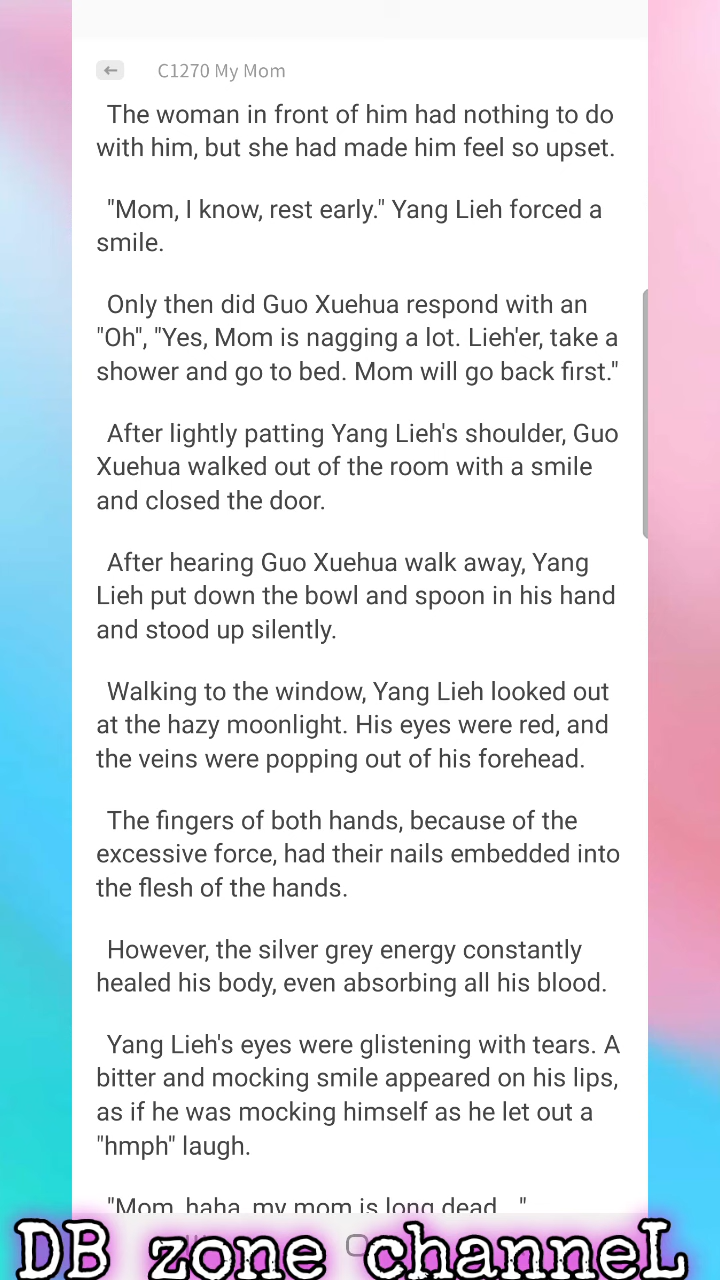 C1270 My Mom
The woman in front of him had nothing to do
with him, but she had made him feel so upset.
"Mom, I know, rest early." Yang Lieh forced a
smile.
Only then did Guo Xuehua respond with an
"Oh", "Yes, Mom is nagging a lot. Lieh'er, take a
shower and go to bed. Mom will go back first."
After lightly patting Yang Lieh's shoulder, Guo
Xuehua walked out of the room with a smile
and closed the door.
After hearing Guo Xuehua walk away, Yang
Lieh put down the bowl and spoon in his hand
and stood up silently.
Walking to the window, Yang Lieh looked out
at the hazy moonlight. His eyes were red, and
the veins were popping out of his forehead.
The fingers of both hands, because of the
excessive force, had their nails embedded into
the flesh of the hands.
However, the silver grey energy constantly
healed his body, even absorbing all his blood.
Yang Lieh's eyes were glistening with tears. A
bitter and mocking smile appeared on his lips,
as if he was mocking himself as he let out a
"hmph" laugh.
"Mom, haha, my mom is long dead..."
DB zone channeL